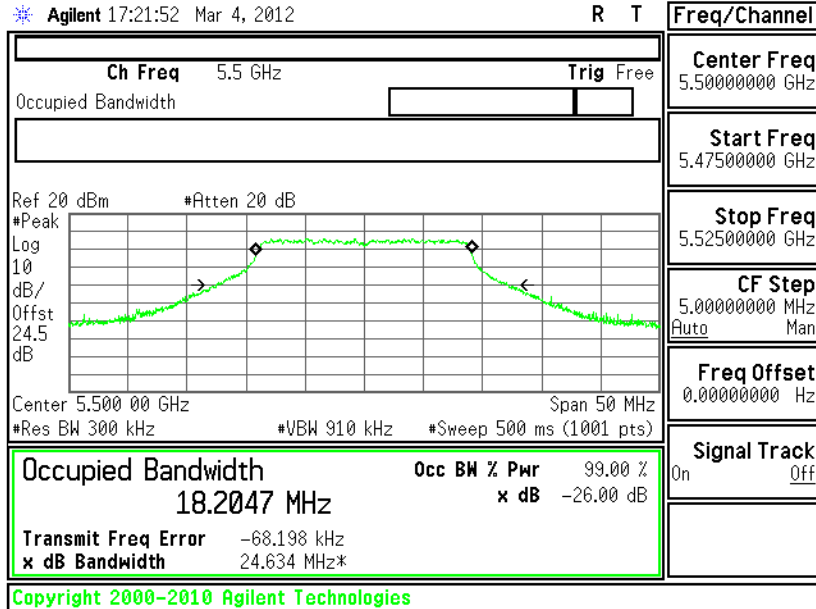 Agilent 17:21:52 Mar 4, 2012 R T
Freq/Channel
Ch Freq 5.5 GHz Trig Free
Occupied Bandwidth
Center Freq
5.50000000 GHz
Start Freq
5.47500000 GHz
Stop Freq
5.52500000 GHz
CF Step
5.00000000 MHz
Auto Man
Freq Offset
0.00000000 Hz
Signal Track
On Off
Ref 20 dBm #Atten 20 dB
#Peak
Log
10
dB/
Offst
24.5
dB
Center 5.500 00 GHz Span 50 MHz
#Res BW 300 kHz #VBW 910 kHz #Sweep 500 ms (1001 pts)
Occupied Bandwidth
18.2047 MHz
Occ BW % Pwr 99.00 %
x dB -26.00 dB
Transmit Freq Error -68.198 kHz
x dB Bandwidth 24.634 MHz*
Copyright 2000-2010 Agilent Technologies